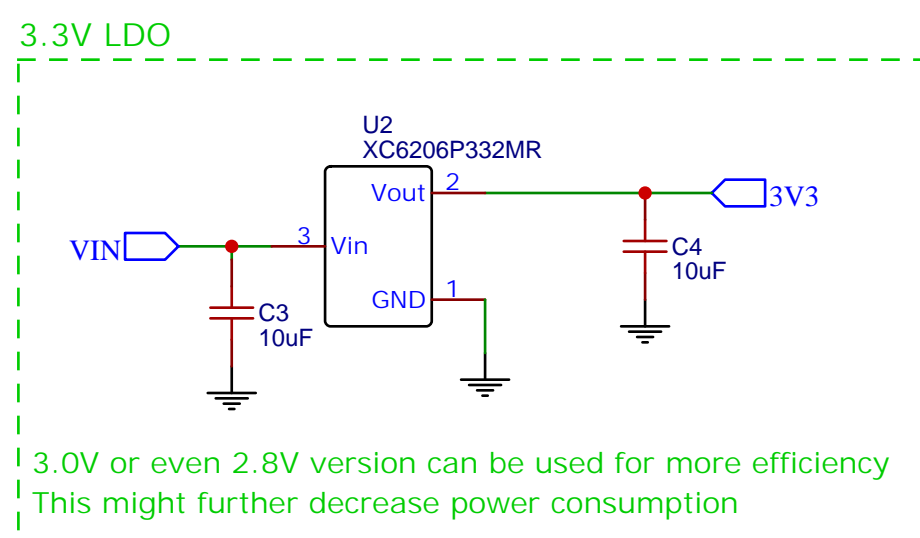 3.3V LDO
U2
XC6206P332MR
Vout
2
3V3
VIN
3
Vin
C4
10uF
GND
1
C3
10uF
3.0V or even 2.8V version can be used for more efficiency
This might further decrease power consumption